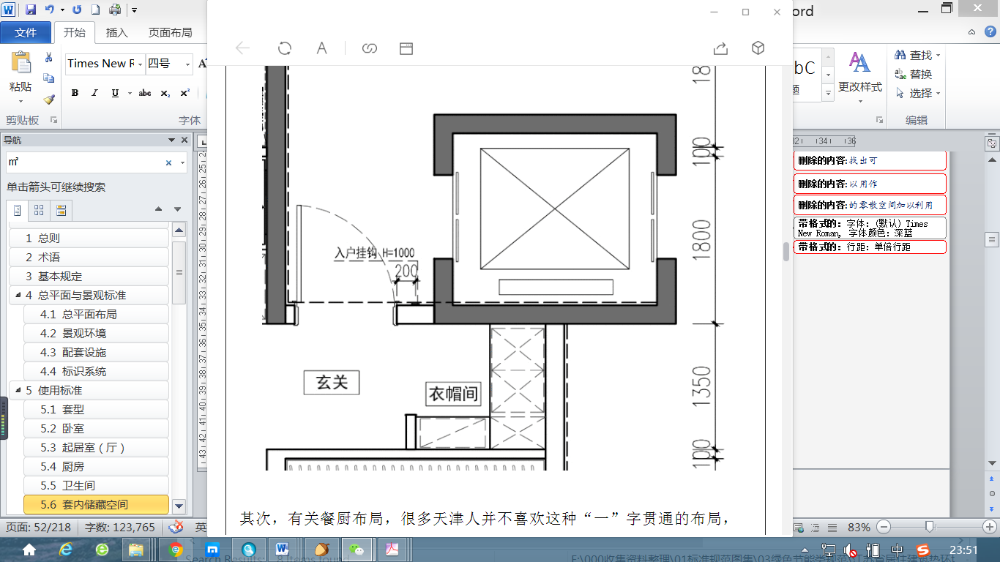 ord
文件
开始
插入
页面布局
Times New R
四号
粘贴
剪贴板
字体
bC
更改样式
查找
替换
选择
编辑
导航
㎡
单击箭头可继续搜索
1 总则
2 术语
3 基本规定
4 总平面与景观标准
4.1 总平面布局
4.2 景观环境
4.3 配套设施
4.4 标识系统
5 使用标准
5.1 套型
5.2 卧室
5.3 起居室（厅）
5.4 厨房
5.5 卫生间
5.6 套内储藏空间
入户挂钩 H=1000
200
玄关
衣帽间
18
100
1800
1350
100
其次，有关餐厨布局，很多天津人并不喜欢这种“一”字贯通的布局，
32 34 36
删除的内容: 找出可
删除的内容: 以用作
删除的内容: 的零散空间加以利用
带格式的: 字体: (默认) Times
New Roman, 字体颜色: 深蓝
带格式的: 行距: 单倍行距
页面: 52/218
字数: 123,765
英
83%
中
23:51